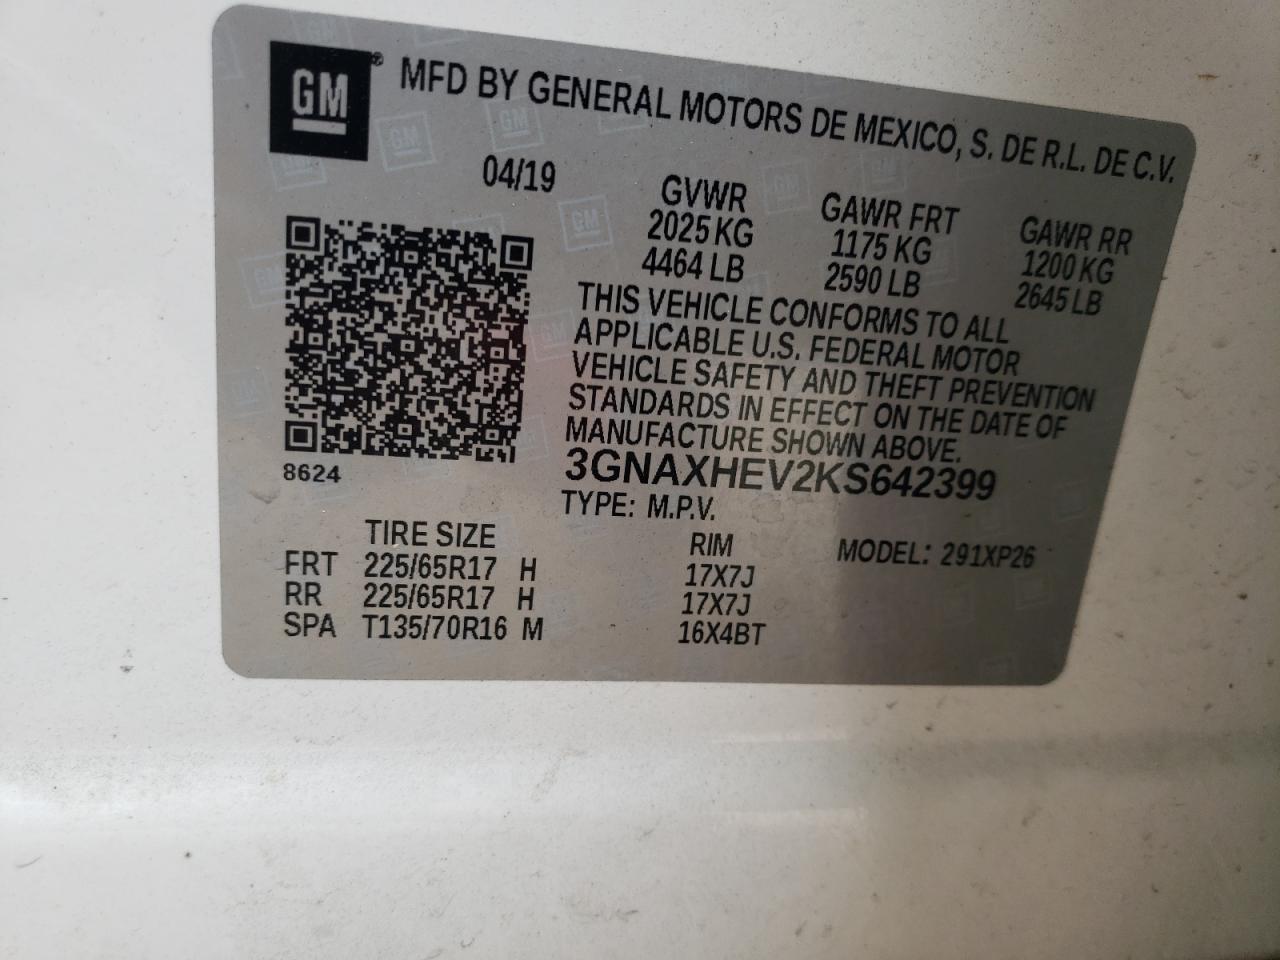 GM® MFD BY GENERAL MOTORS DE MEXICO, S. DE R.L. DE C.V.
04/19
GVWR GAWR FRT GAWR RR
2025 KG 1175 KG 1200 KG
4464 LB 2590 LB 2645 LB
THIS VEHICLE CONFORMS TO ALL
APPLICABLE U.S. FEDERAL MOTOR
VEHICLE SAFETY AND THEFT PREVENTION
STANDARDS IN EFFECT ON THE DATE OF
MANUFACTURE SHOWN ABOVE.
8624 3GNAXHEV2KS642399
TYPE: M.P.V.
TIRE SIZE RIM MODEL: 291XP26
FRT 225/65R17 H 17X7J
RR 225/65R17 H 17X7J
SPA T135/70R16 M 16X4BT